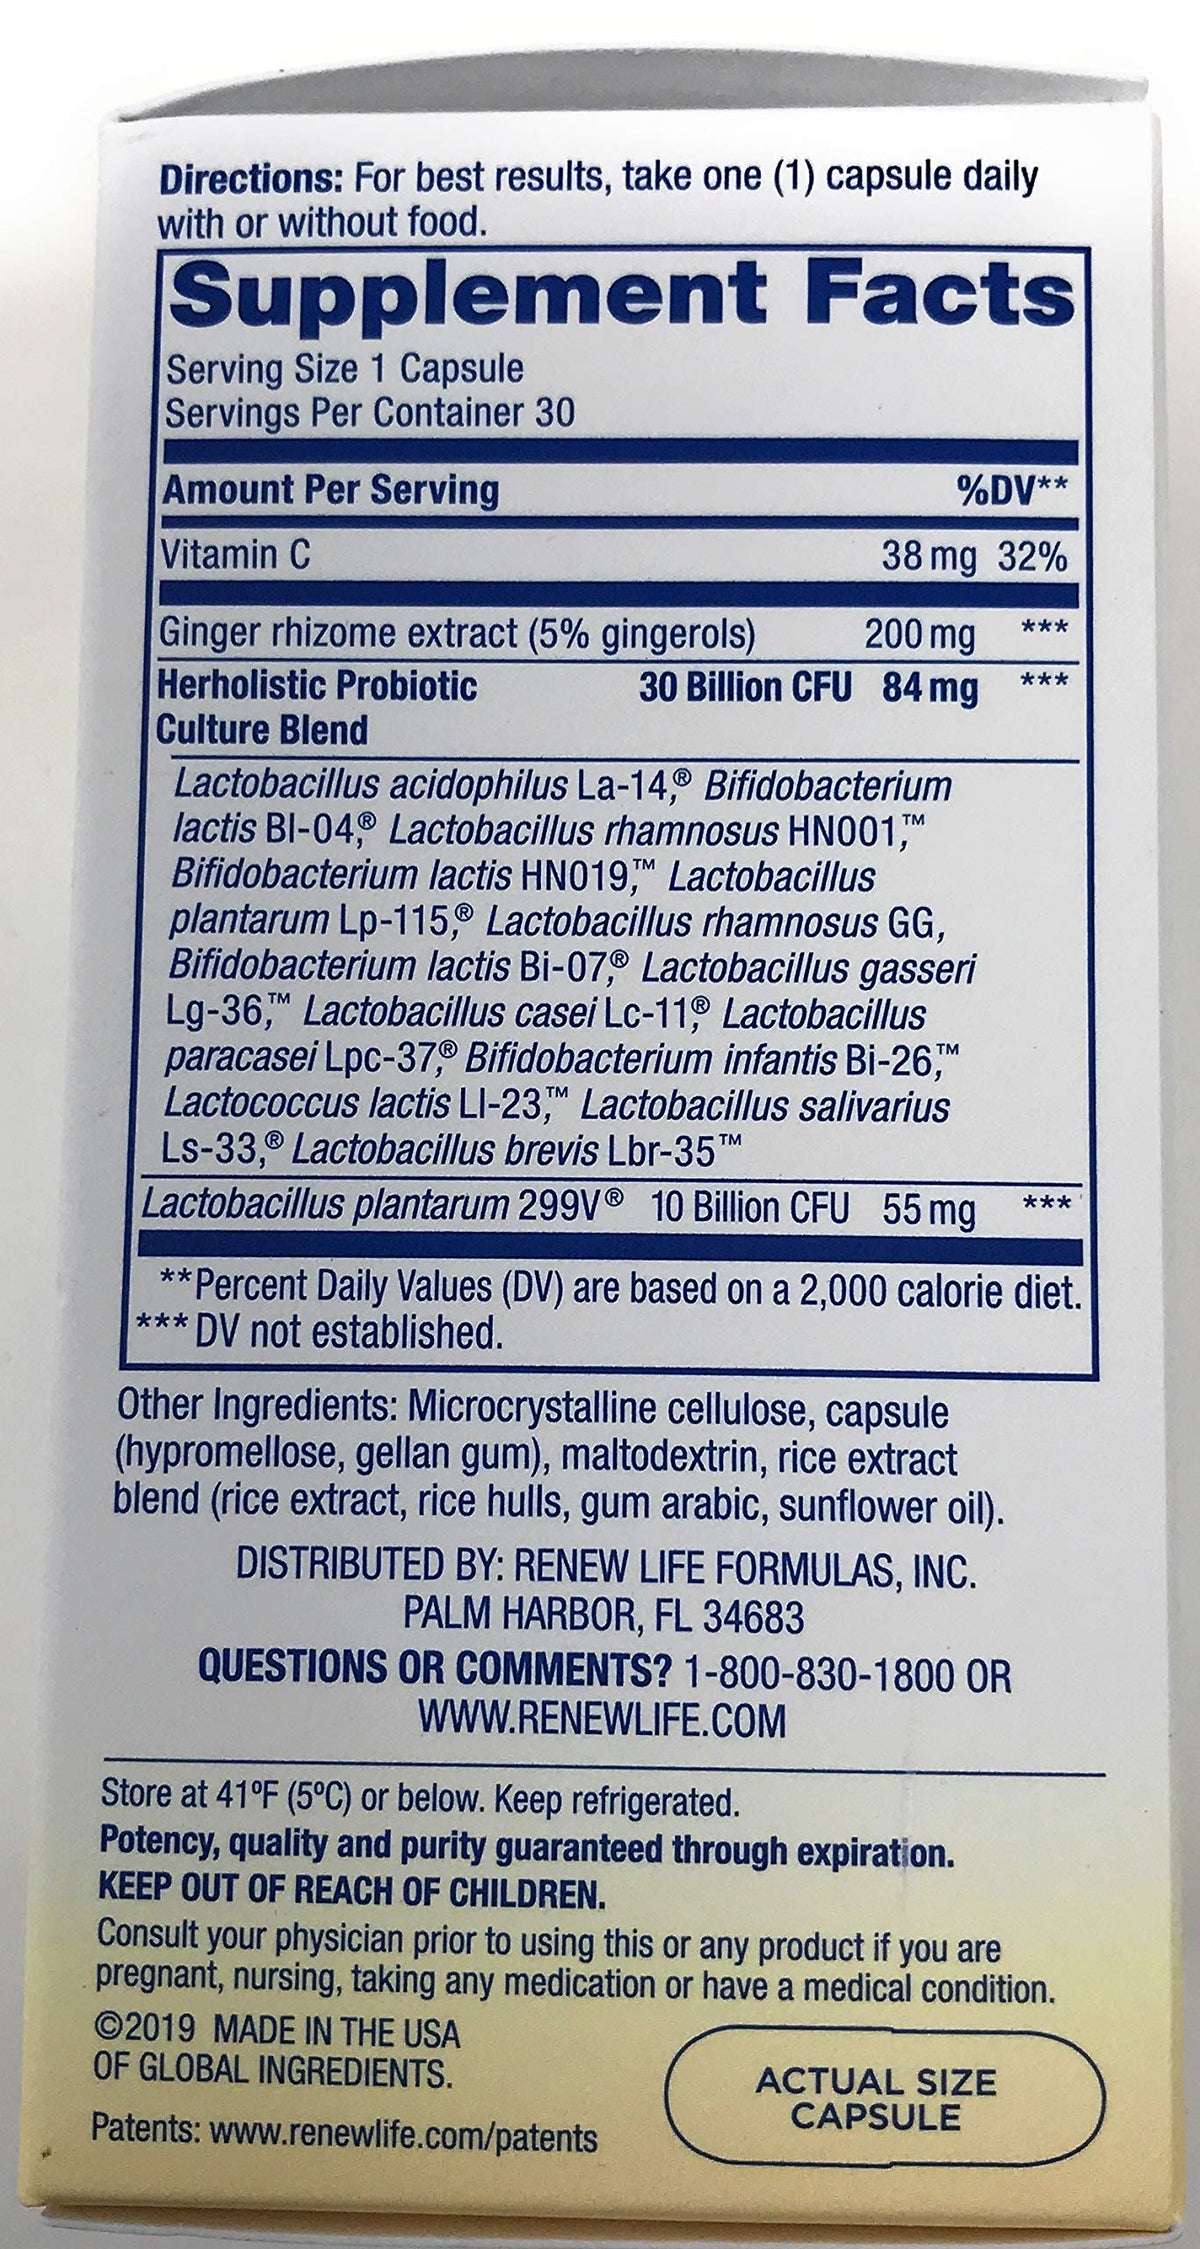 Directions: For best results, take one (1) capsule daily
with or without food.
Supplement Facts
Serving Size 1 Capsule
Servings Per Container 30
Amount Per Serving %DV**
Vitamin C 38 mg 32%
Ginger rhizome extract (5% gingerols) 200 mg ***
Herholistic Probiotic 30 Billion CFU 84 mg ***
Culture Blend
Lactobacillus acidophilus La-14,® Bifidobacterium
lactis Bl-04,® Lactobacillus rhamnosus HN001,™
Bifidobacterium lactis HN019,™ Lactobacillus
plantarum Lp-115,® Lactobacillus rhamnosus GG,
Bifidobacterium lactis Bi-07,® Lactobacillus gasseri
Lg-36,™ Lactobacillus casei Lc-11,® Lactobacillus
paracasei Lpc-37,® Bifidobacterium infantis Bi-26,™
Lactococcus lactis Ll-23,™ Lactobacillus salivarius
Ls-33,® Lactobacillus brevis Lbr-35™
Lactobacillus plantarum 299V® 10 Billion CFU 55 mg ***
**Percent Daily Values (DV) are based on a 2,000 calorie diet.
*** DV not established.
Other Ingredients: Microcrystalline cellulose, capsule
(hypromellose, gellan gum), maltodextrin, rice extract
blend (rice extract, rice hulls, gum arabic, sunflower oil).
DISTRIBUTED BY: RENEW LIFE FORMULAS, INC.
PALM HARBOR, FL 34683
QUESTIONS OR COMMENTS? 1-800-830-1800 OR
WWW.RENEWLIFE.COM
Store at 41ºF (5ºC) or below. Keep refrigerated.
Potency, quality and purity guaranteed through expiration.
KEEP OUT OF REACH OF CHILDREN.
Consult your physician prior to using this or any product if you are
pregnant, nursing, taking any medication or have a medical condition.
©2019 MADE IN THE USA
OF GLOBAL INGREDIENTS.
Patents: www.renewlife.com/patents
ACTUAL SIZE
CAPSULE